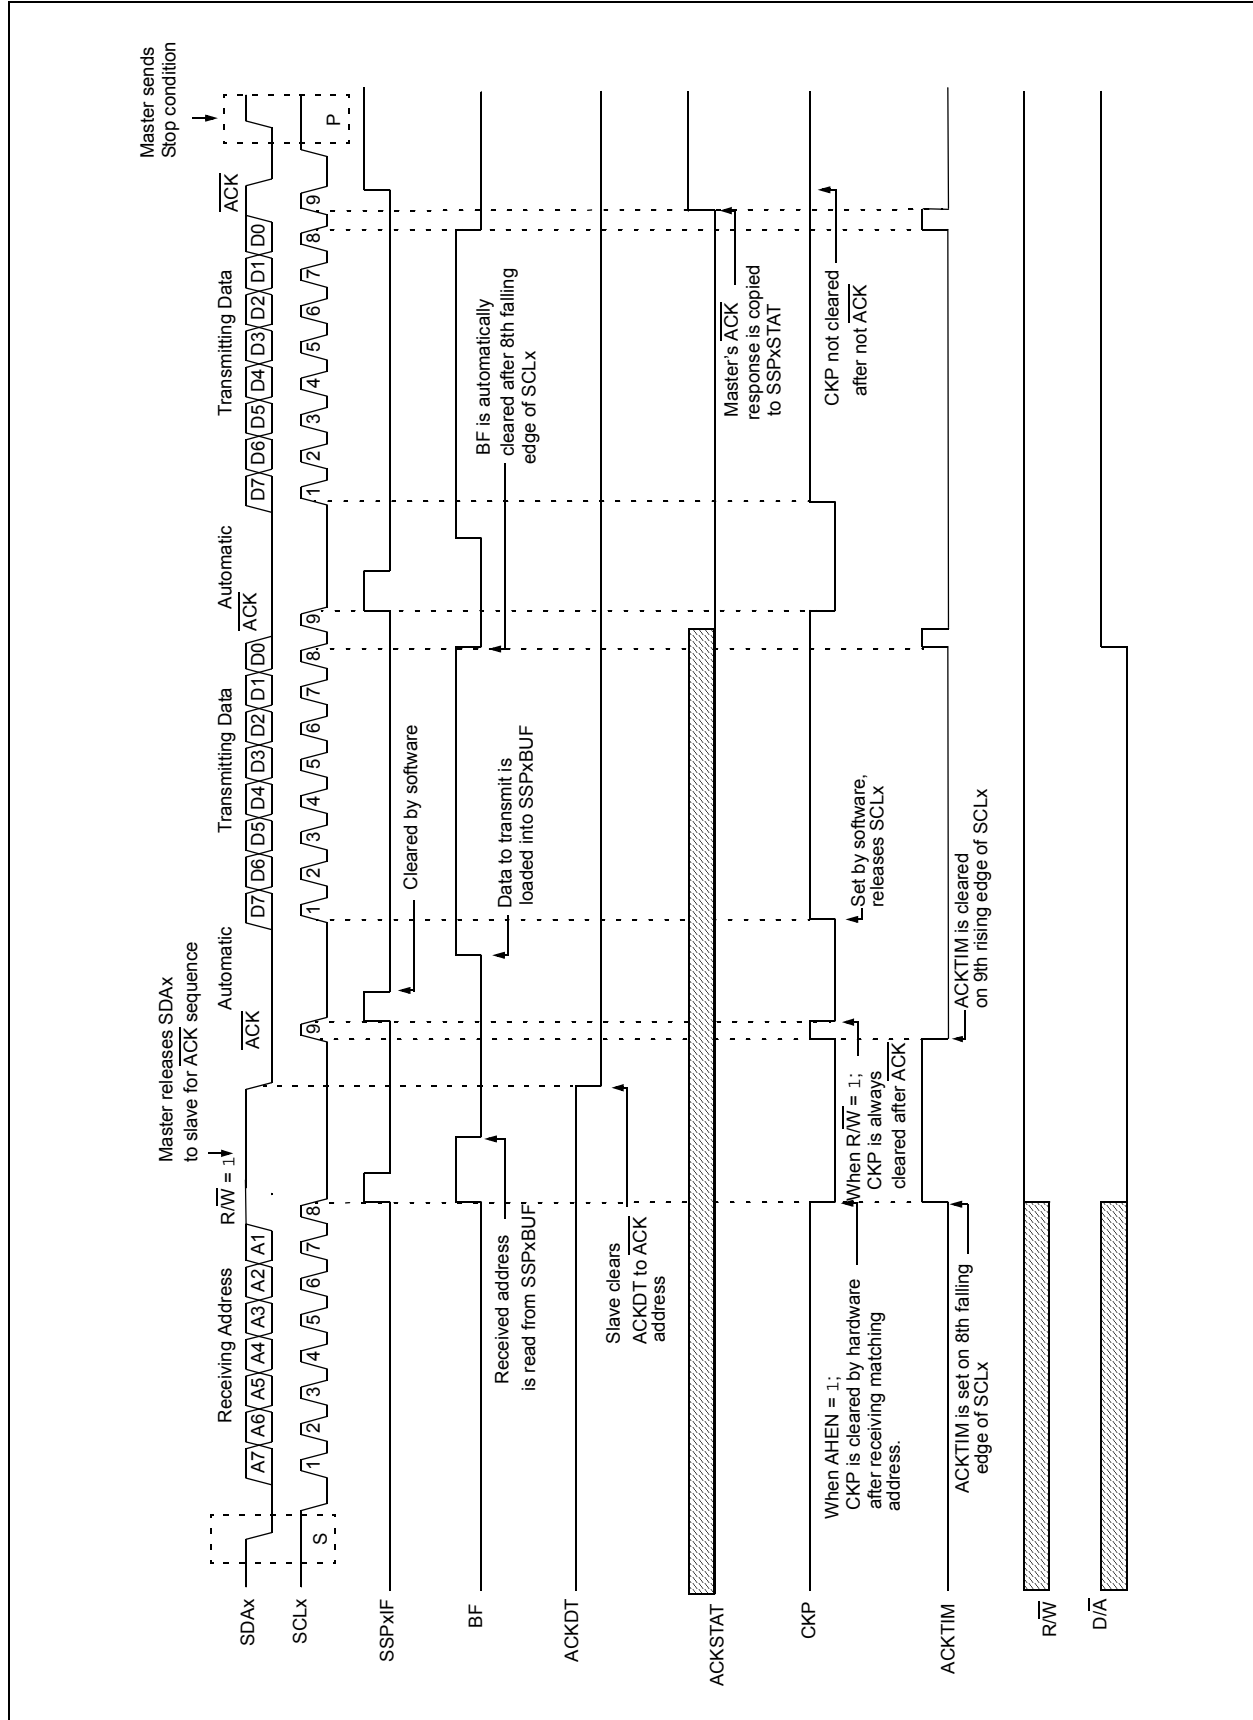 Master releases SDAx
to slave for ACK sequence
Master sends
Stop condition
Receiving Address
R/W = 1
Automatic
Transmitting Data
Automatic
Transmitting Data
ACK
ACK
ACK
SDAx
A7 A6 A5 A4 A3 A2 A1
D7 D6 D5 D4 D3 D2 D1 D0
D7 D6 D5 D4 D3 D2 D1 D0
SCLx
S
1 2 3 4 5 6 7 8 9
1 2 3 4 5 6 7 8 9
1 2 3 4 5 6 7 8 9
P
SSPxIF
Cleared by software
BF
Received address
is read from SSPxBUF
Data to transmit is
loaded into SSPxBUF
BF is automatically
cleared after 8th falling
edge of SCLx
ACKDT
Slave clears
ACKDT to ACK
address
ACKSTAT
Master's ACK
response is copied
to SSPxSTAT
CKP
When AHEN = 1;
CKP is cleared by hardware
after receiving matching
address.
When R/W = 1;
CKP is always
cleared after ACK
Set by software,
releases SCLx
CKP not cleared
after not ACK
ACKTIM
ACKTIM is set on 8th falling
edge of SCLx
ACKTIM is cleared
on 9th rising edge of SCLx
R/W
D/A